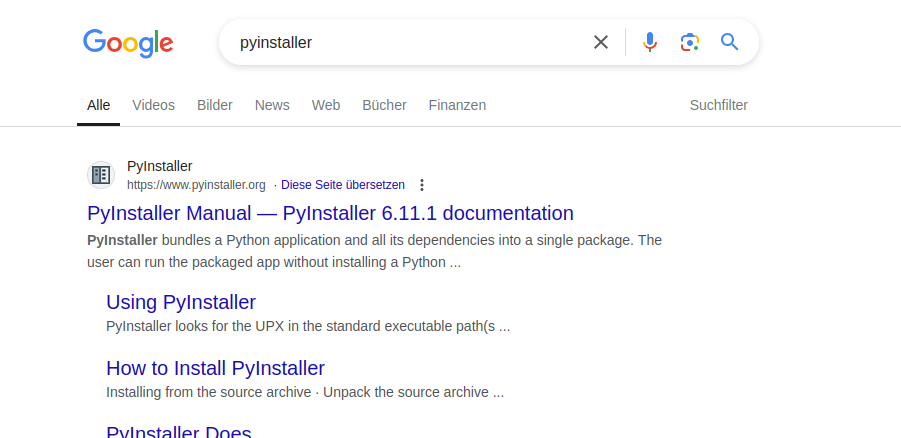 Google
pyinstaller
Alle Videos Bilder News Web Bücher Finanzen Suchfilter
PyInstaller
https://www.pyinstaller.org · Diese Seite übersetzen
PyInstaller Manual — PyInstaller 6.11.1 documentation
PyInstaller bundles a Python application and all its dependencies into a single package. The
user can run the packaged app without installing a Python ...
Using PyInstaller
PyInstaller looks for the UPX in the standard executable path(s ...
How to Install PyInstaller
Installing from the source archive · Unpack the source archive ...
PyInstaller Does